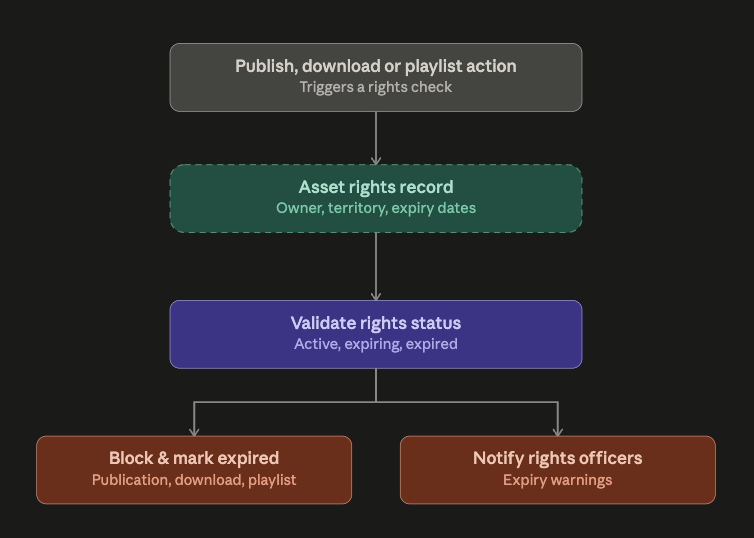 Publish, download or playlist action
Triggers a rights check
Asset rights record
Owner, territory, expiry dates
Validate rights status
Active, expiring, expired
Block & mark expired
Publication, download, playlist
Notify rights officers
Expiry warnings